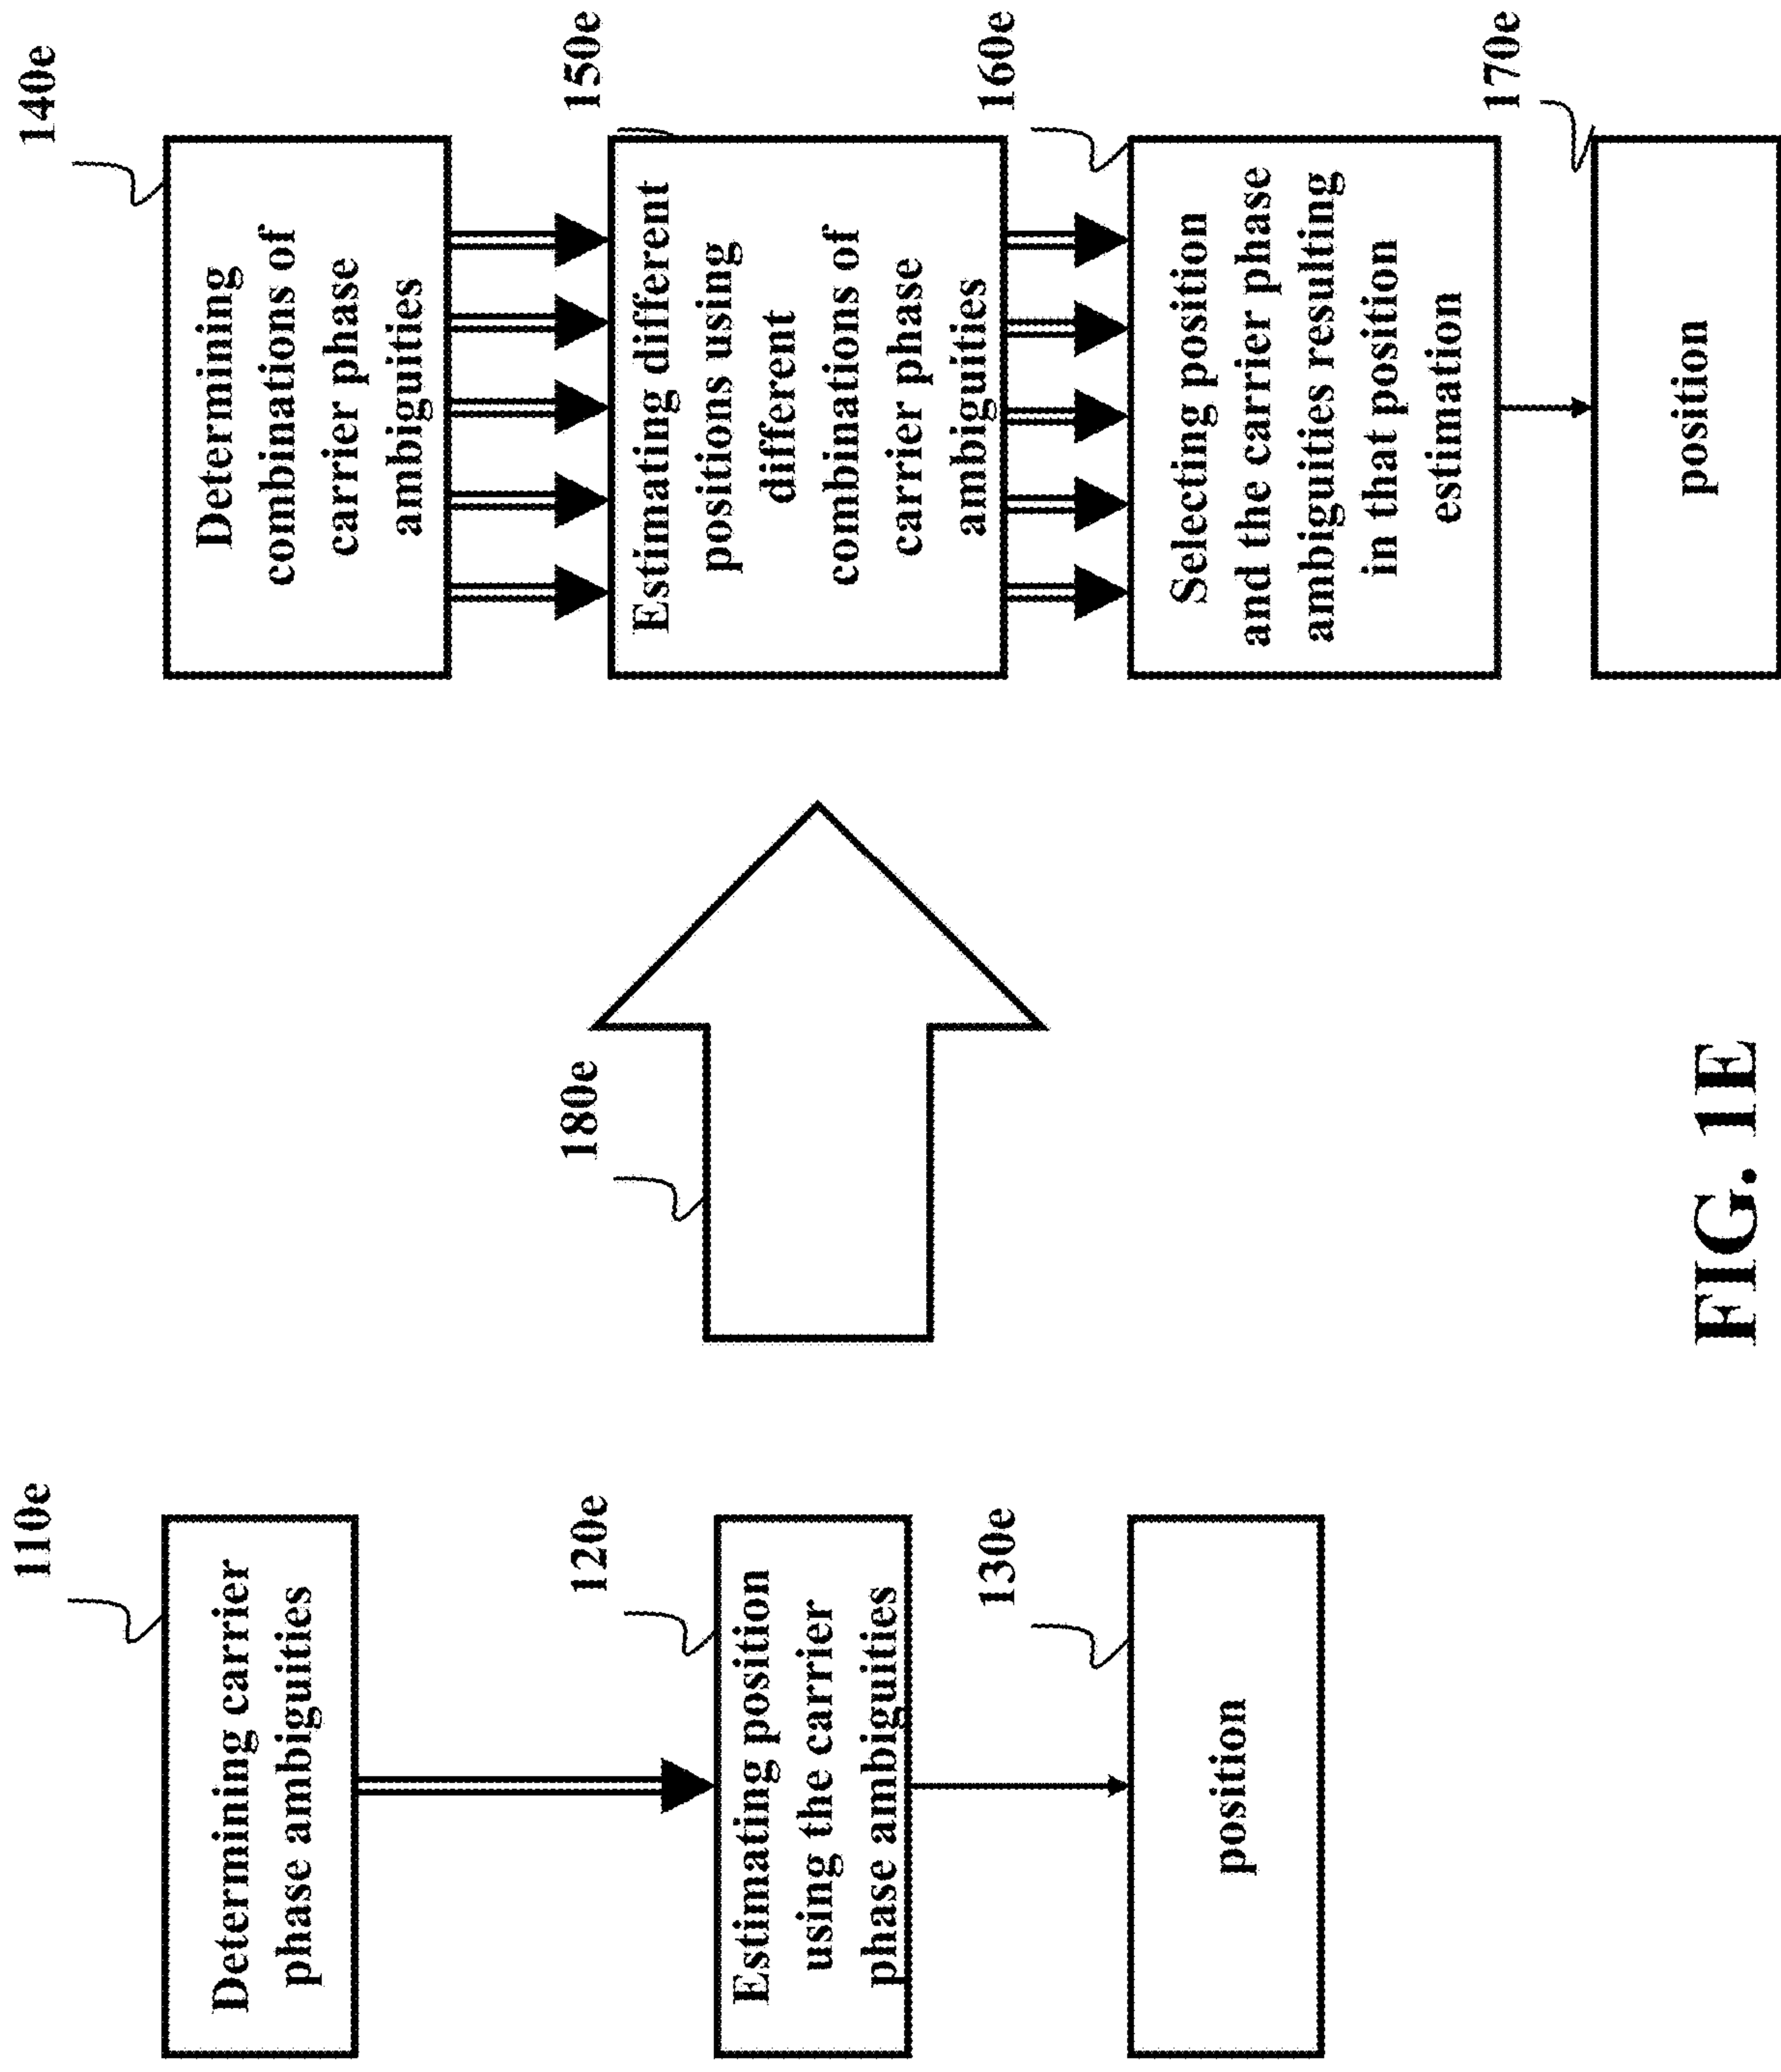 110e
Determining carrier
phase ambiguities
120e
Estimating position
using the carrier
phase ambiguities
130e
position
180e
140e
Determining
combinations of
carrier phase
ambiguities
150e
Estimating different
positions using
different
combinations of
carrier phase
ambiguities
160e
Selecting position
and the carrier phase
ambiguities resulting
in that position
estimation
170e
position
FIG. 1E